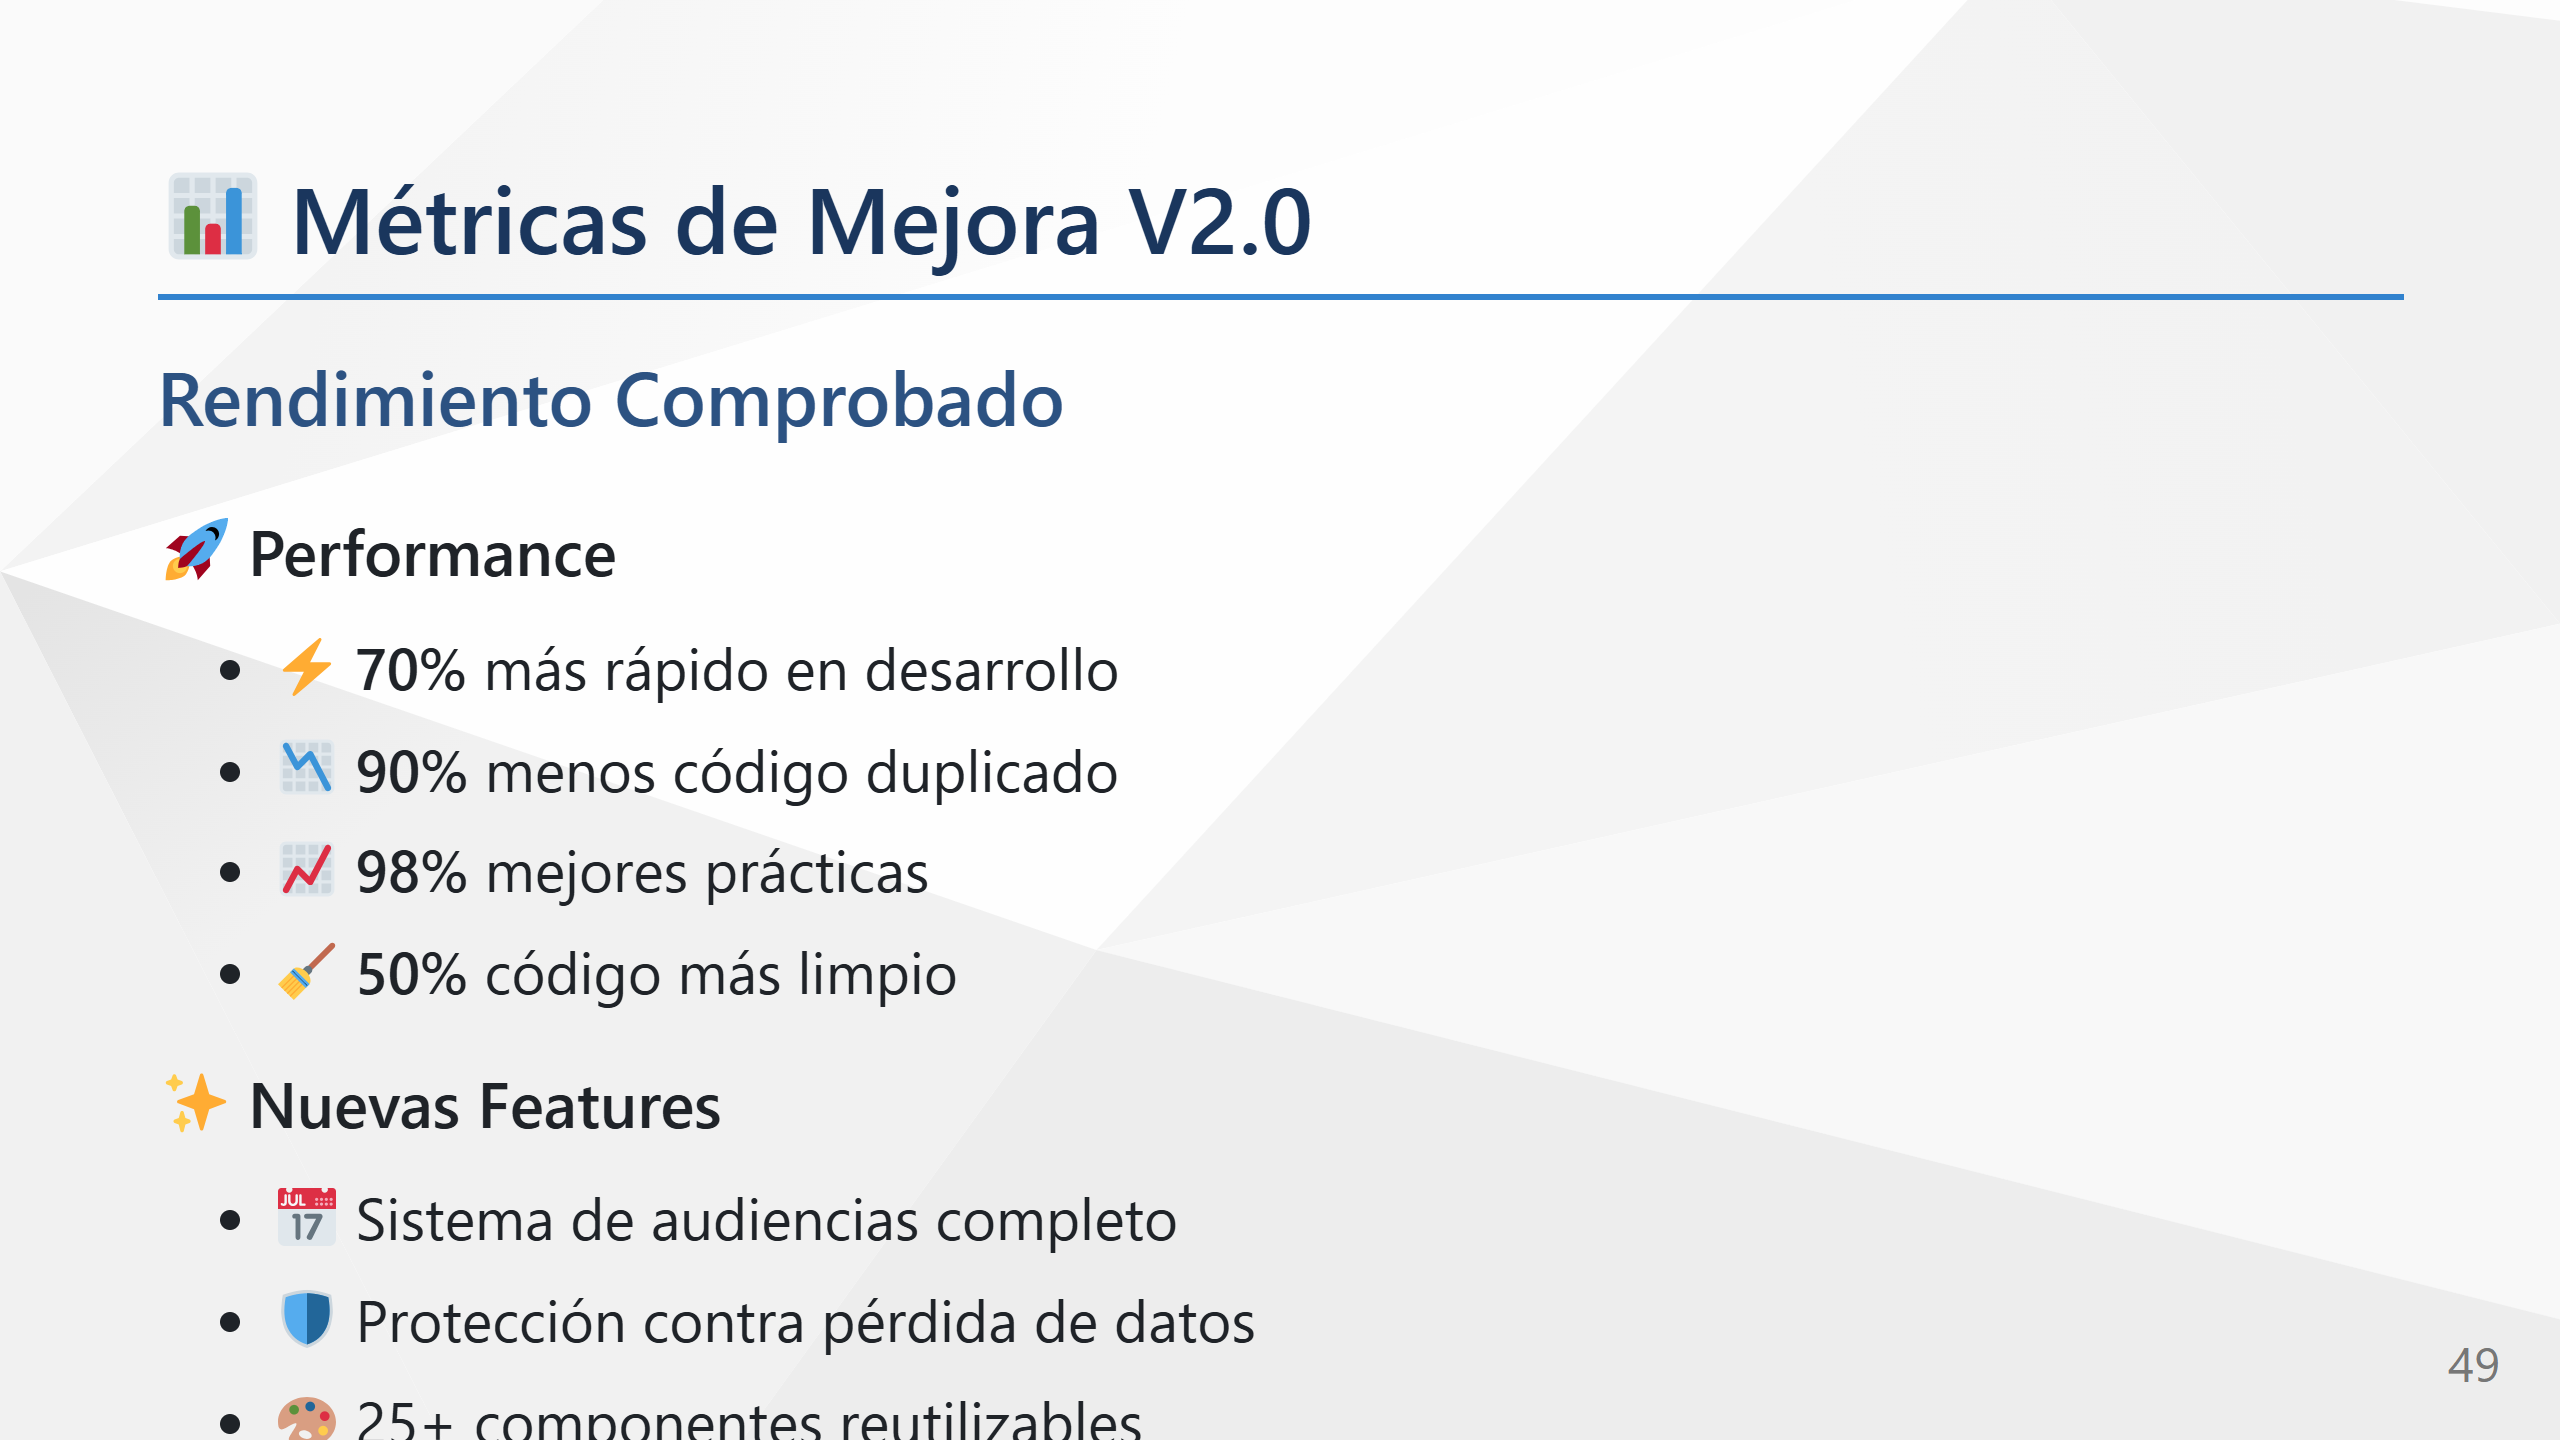 📊 Métricas de Mejora V2.0
Rendimiento Comprobado
🚀 Performance
• ⚡ 70% más rápido en desarrollo
• 📉 90% menos código duplicado
• 📈 98% mejores prácticas
• 🧹 50% código más limpio
✨ Nuevas Features
• 📅 Sistema de audiencias completo
• 🛡️ Protección contra pérdida de datos
• 🎨 25+ componentes reutilizables
49